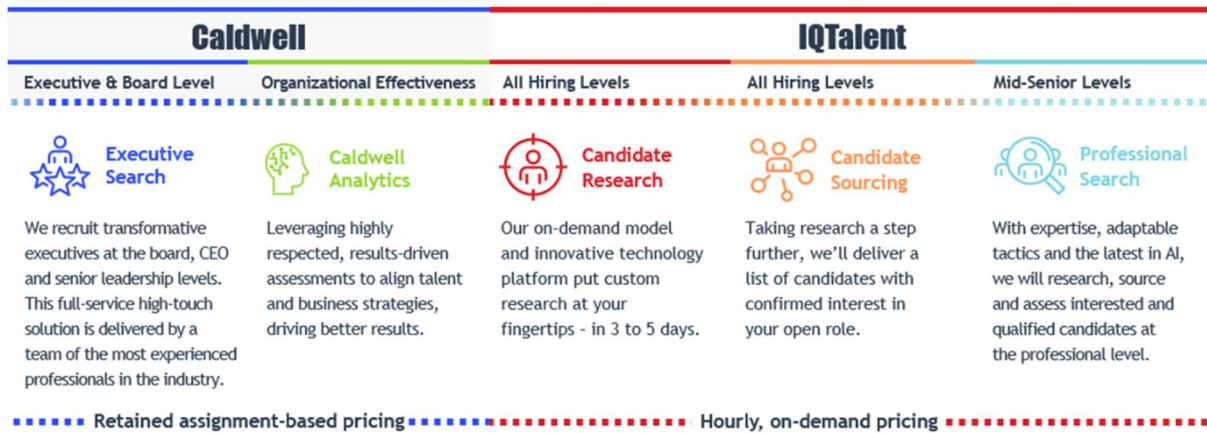 Caldwell
IQTalent
Executive & Board Level
Organizational Effectiveness
All Hiring Levels
All Hiring Levels
Mid-Senior Levels
Executive
Search
We recruit transformative
executives at the board, CEO
and senior leadership levels.
This full-service high-touch
solution is delivered by a
team of the most experienced
professionals in the industry.
Caldwell
Analytics
Leveraging highly
respected, results-driven
assessments to align talent
and business strategies,
driving better results.
Candidate
Research
Our on-demand model
and innovative technology
platform put custom
research at your
fingertips - in 3 to 5 days.
Candidate
Sourcing
Taking research a step
further, we’ll deliver a
list of candidates with
confirmed interest in
your open role.
Professional
Search
With expertise, adaptable
tactics and the latest in AI,
we will research, source
and assess interested and
qualified candidates at
the professional level.
Retained assignment-based pricing
Hourly, on-demand pricing